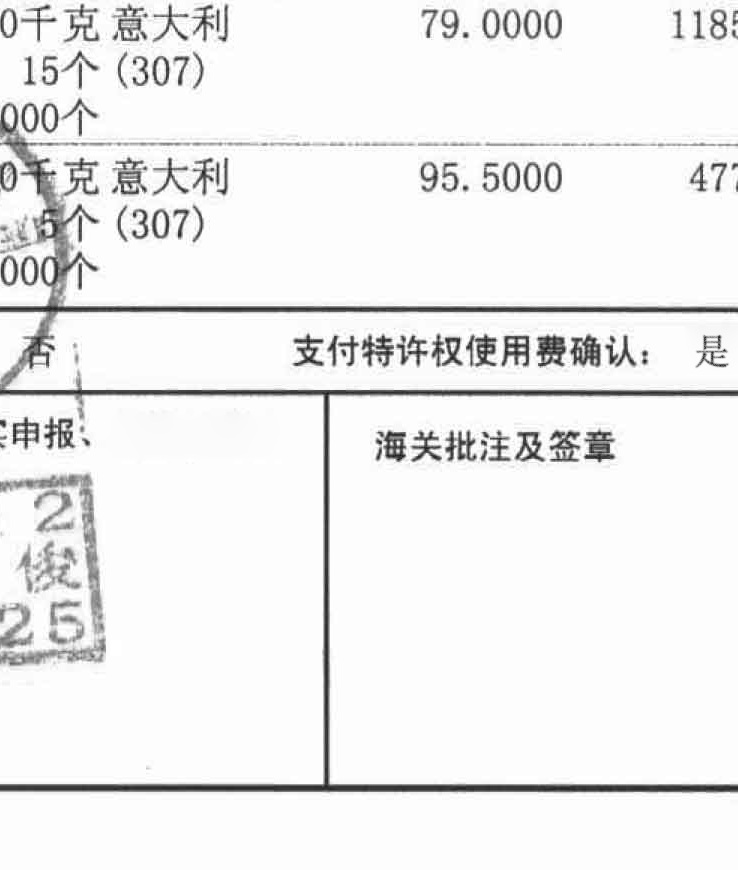 0千克 意大利 79.0000 1185
15个 (307)
000个
0千克 意大利 95.5000 477
5个 (307)
000个
否 支付特许权使用费确认： 是
实申报、 海关批注及签章
2
俊
25